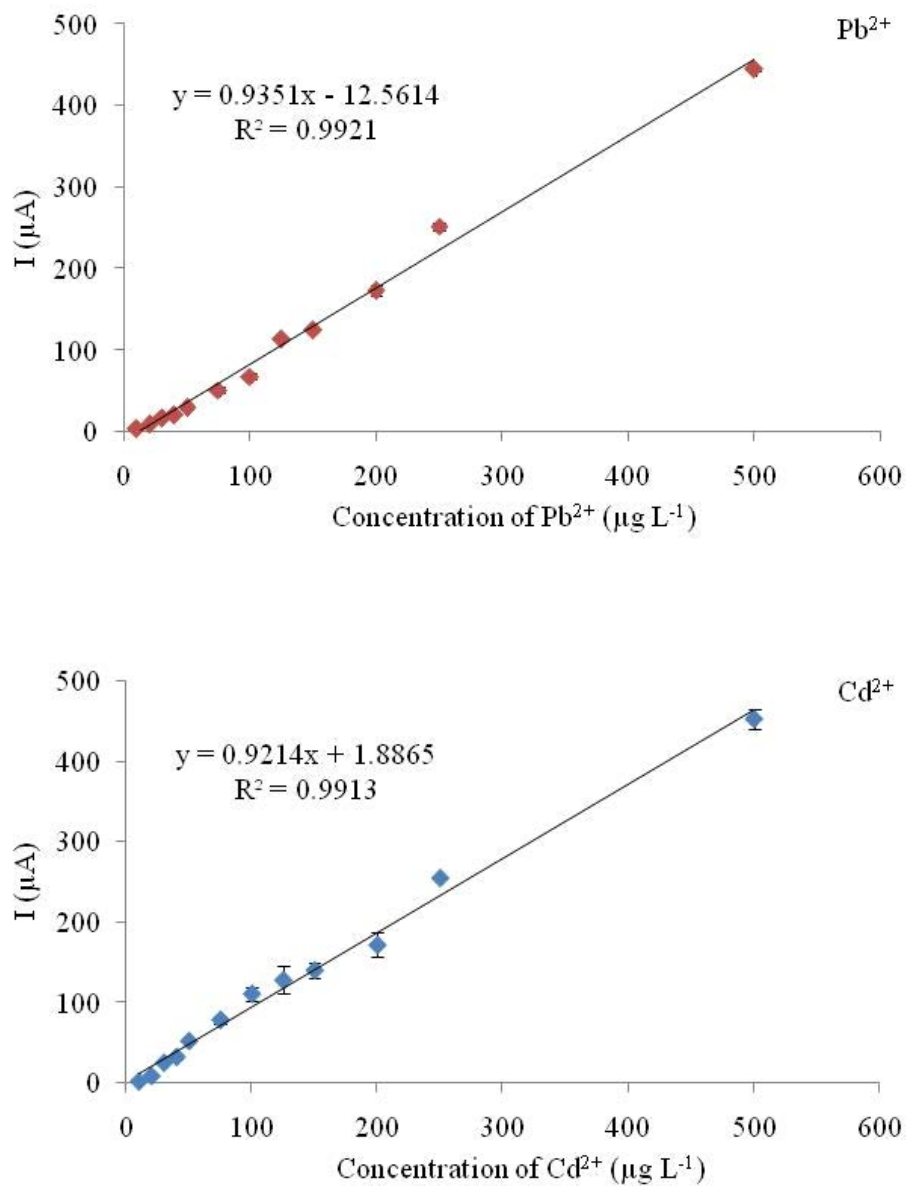 Pb²⁺
y = 0.9351x - 12.5614
R² = 0.9921
500
400
300
200
100
0
I (µA)
0 100 200 300 400 500 600
Concentration of Pb²⁺ (µg L⁻¹)
Cd²⁺
y = 0.9214x + 1.8865
R² = 0.9913
500
400
300
200
100
0
I (µA)
0 100 200 300 400 500 600
Concentration of Cd²⁺ (µg L⁻¹)